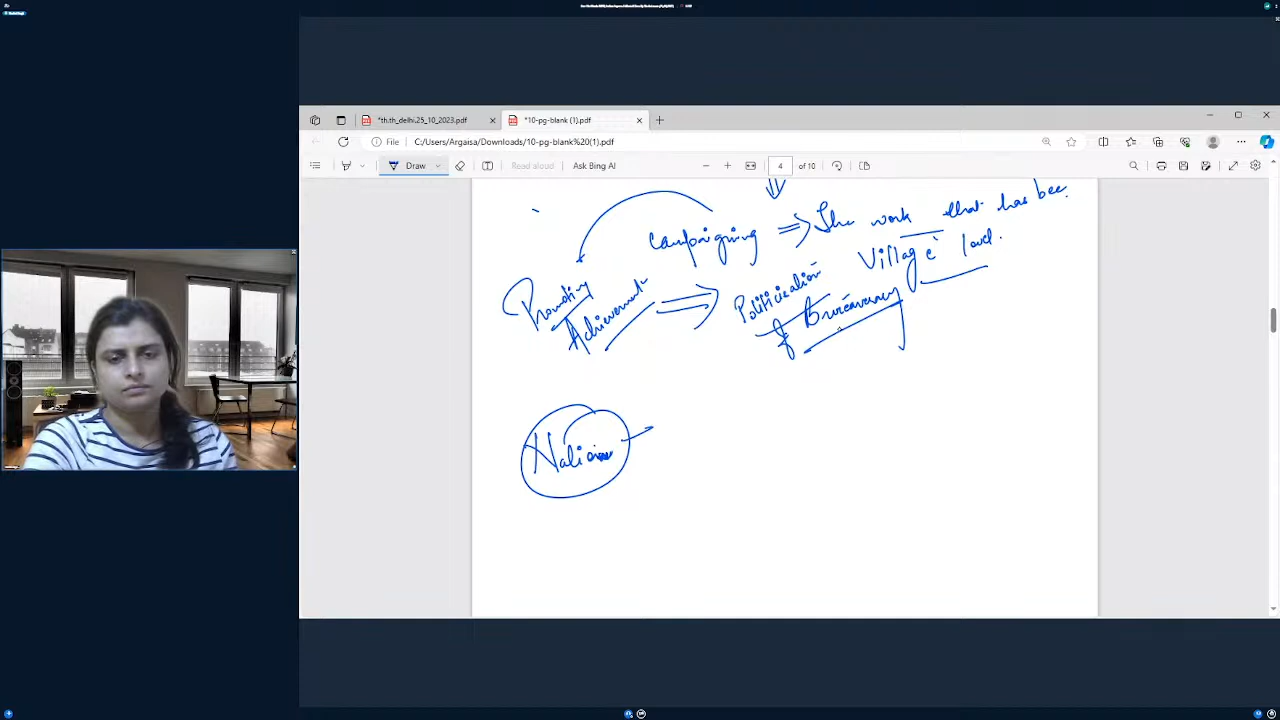 *th.th_delhi.25_10_2023.pdf
*10-pg-blank (1).pdf
File
C:/Users/Argaisa/Downloads/10-pg-blank%20(1).pdf
Draw
Read aloud
Ask Bing AI
4 of 10
campaigning ⇒ The work that has bee
Village level.
Promoting
Achievements ⇒ Politicisation
of Bureaucracy